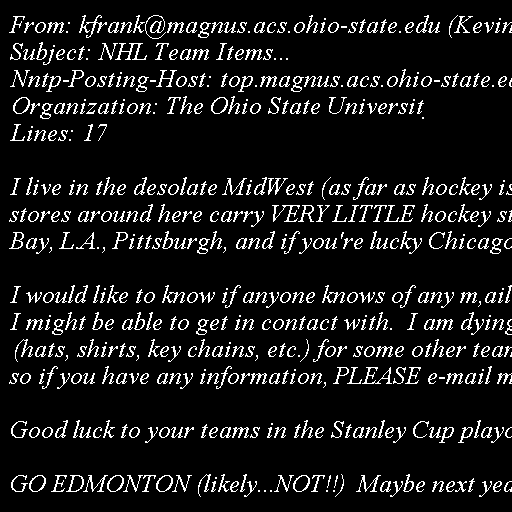 From: kfrank@magnus.acs.ohio-state.edu (Kevin
Subject: NHL Team Items...
Nntp-Posting-Host: top.magnus.acs.ohio-state.ed
Organization: The Ohio State Universit
Lines: 17
I live in the desolate MidWest (as far as hockey is
stores around here carry VERY LITTLE hockey st
Bay, L.A., Pittsburgh, and if you're lucky Chicago
I would like to know if anyone knows of any m,ail
I might be able to get in contact with.  I am dying
(hats, shirts, key chains, etc.) for some other team
so if you have any information, PLEASE e-mail m
Good luck to your teams in the Stanley Cup playo
GO EDMONTON (likely...NOT!!)  Maybe next yea